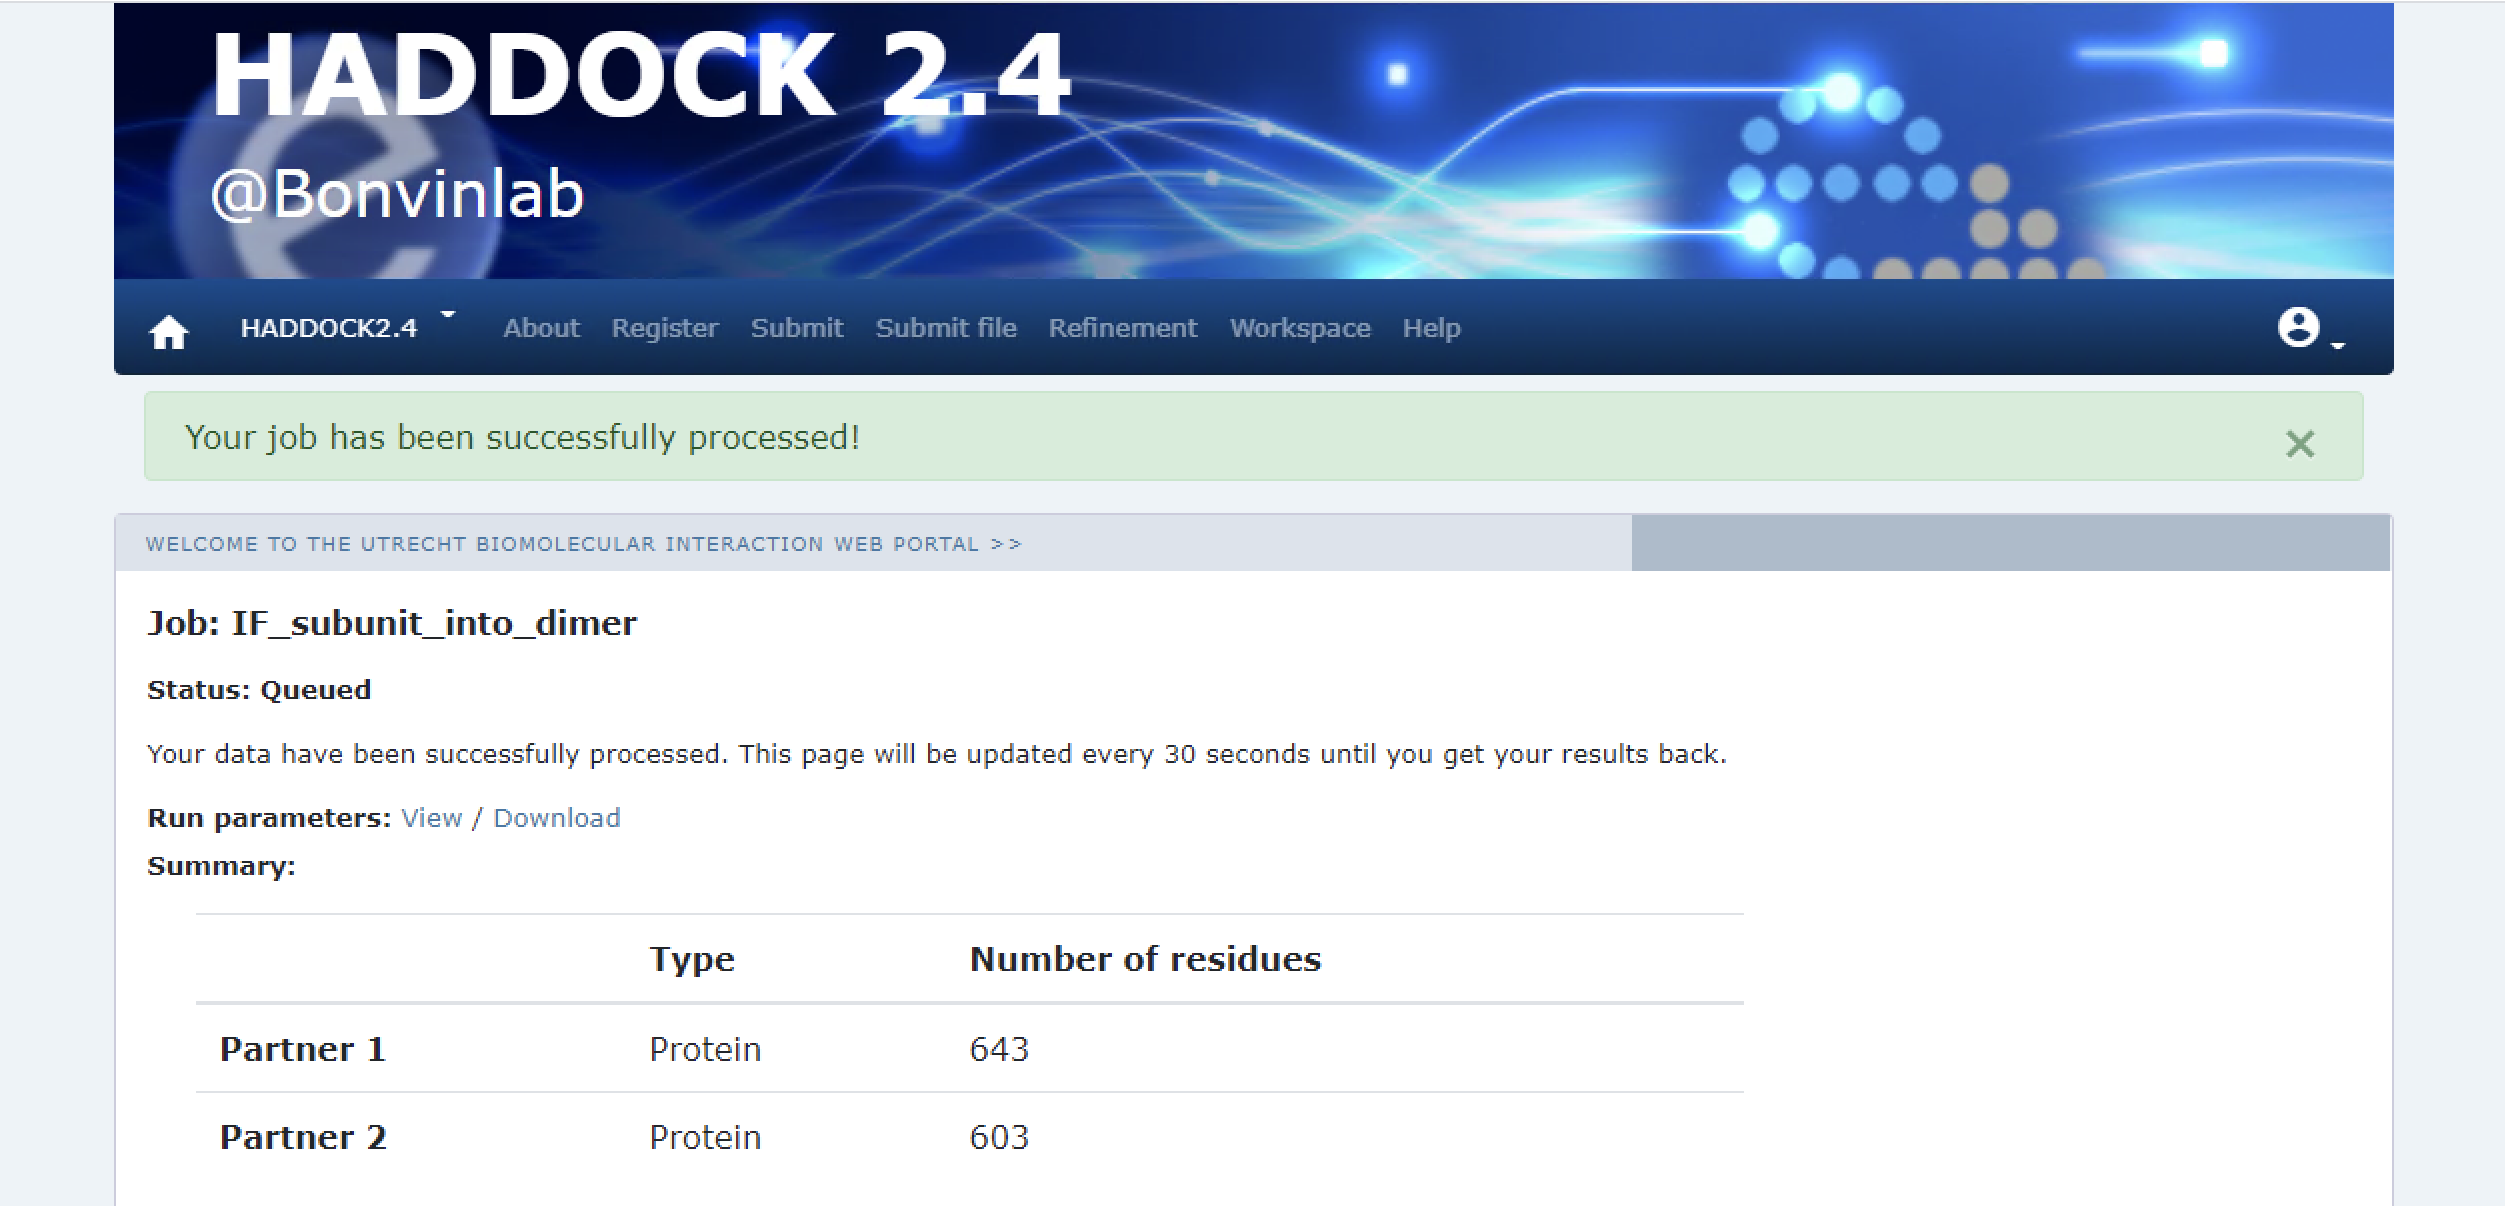 HADDOCK 2.4
@Bonvinlab
HADDOCK2.4 About Register Submit Submit file Refinement Workspace Help
Your job has been successfully processed!
×
WELCOME TO THE UTRECHT BIOMOLECULAR INTERACTION WEB PORTAL >>
Job: IF_subunit_into_dimer
Status: Queued
Your data have been successfully processed. This page will be updated every 30 seconds until you get your results back.
Run parameters: View / Download
Summary:
Type Number of residues
Partner 1 Protein 643
Partner 2 Protein 603